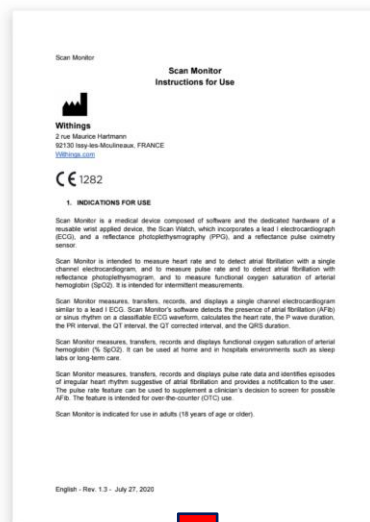 Scan Monitor
Scan Monitor
Instructions for Use
Withings
2 rue Maurice Hartmann
92130 Issy-les-Moulineaux, FRANCE
Withings.com
CE 1282
1. INDICATIONS FOR USE
Scan Monitor is a medical device composed of software and the dedicated hardware of a
reusable wrist applied device, the Scan Watch, which incorporates a lead I electrocardiograph
(ECG), and a reflectance photoplethysmography (PPG), and a reflectance pulse oximetry
sensor.
Scan Monitor is intended to measure heart rate and to detect atrial fibrillation with a single
channel electrocardiogram, and to measure pulse rate and to detect atrial fibrillation with
reflectance photoplethysmogram, and to measure functional oxygen saturation of arterial
hemoglobin (SpO2). It is intended for intermittent measurements.
Scan Monitor measures, transfers, records, and displays a single channel electrocardiogram
similar to a lead I ECG. Scan Monitor's software detects the presence of atrial fibrillation (AFib)
or sinus rhythm on a classifiable ECG waveform, calculates the heart rate, the P wave duration,
the PR interval, the QT interval, the QT corrected interval, and the QRS duration.
Scan Monitor measures, transfers, records and displays functional oxygen saturation of arterial
hemoglobin (% SpO2). It can be used at home and in hospitals environments such as sleep
labs or long-term care.
Scan Monitor measures, transfers, records and displays pulse rate data and identifies episodes
of irregular heart rhythm suggestive of atrial fibrillation and provides a notification to the user.
The pulse rate feature can be used to supplement a clinician's decision to screen for possible
AFib. The feature is intended for over-the-counter (OTC) use.
Scan Monitor is indicated for use in adults (18 years of age or older).
English - Rev. 1.3 - July 27, 2020